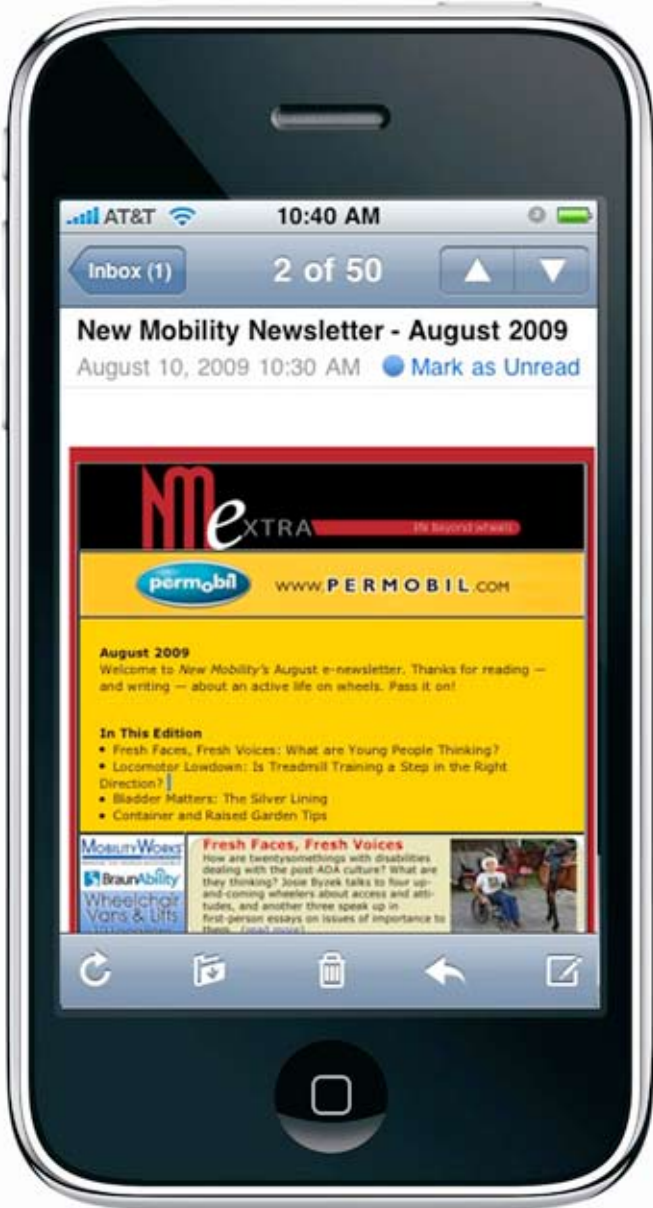 AT&T 10:40 AM
Inbox (1) 2 of 50
New Mobility Newsletter - August 2009
August 10, 2009 10:30 AM Mark as Unread
NMeXTRA life beyond wheels
permobil www.PERMOBIL.com
August 2009
Welcome to New Mobility's August e-newsletter. Thanks for reading —
and writing — about an active life on wheels. Pass it on!
In This Edition
• Fresh Faces, Fresh Voices: What are Young People Thinking?
• Locomotor Lowdown: Is Treadmill Training a Step in the Right
Direction?
• Bladder Matters: The Silver Lining
• Container and Raised Garden Tips
MobilityWorks
BraunAbility
Wheelchair
Vans & Lifts
Fresh Faces, Fresh Voices
How are twentysomethings with disabilities
dealing with the post-ADA culture? What are
they thinking? Josie Byzek talks to four up-
and-coming wheelers about access and atti-
tudes, and another three speak up in
first-person essays on issues of importance to
them. (read more)